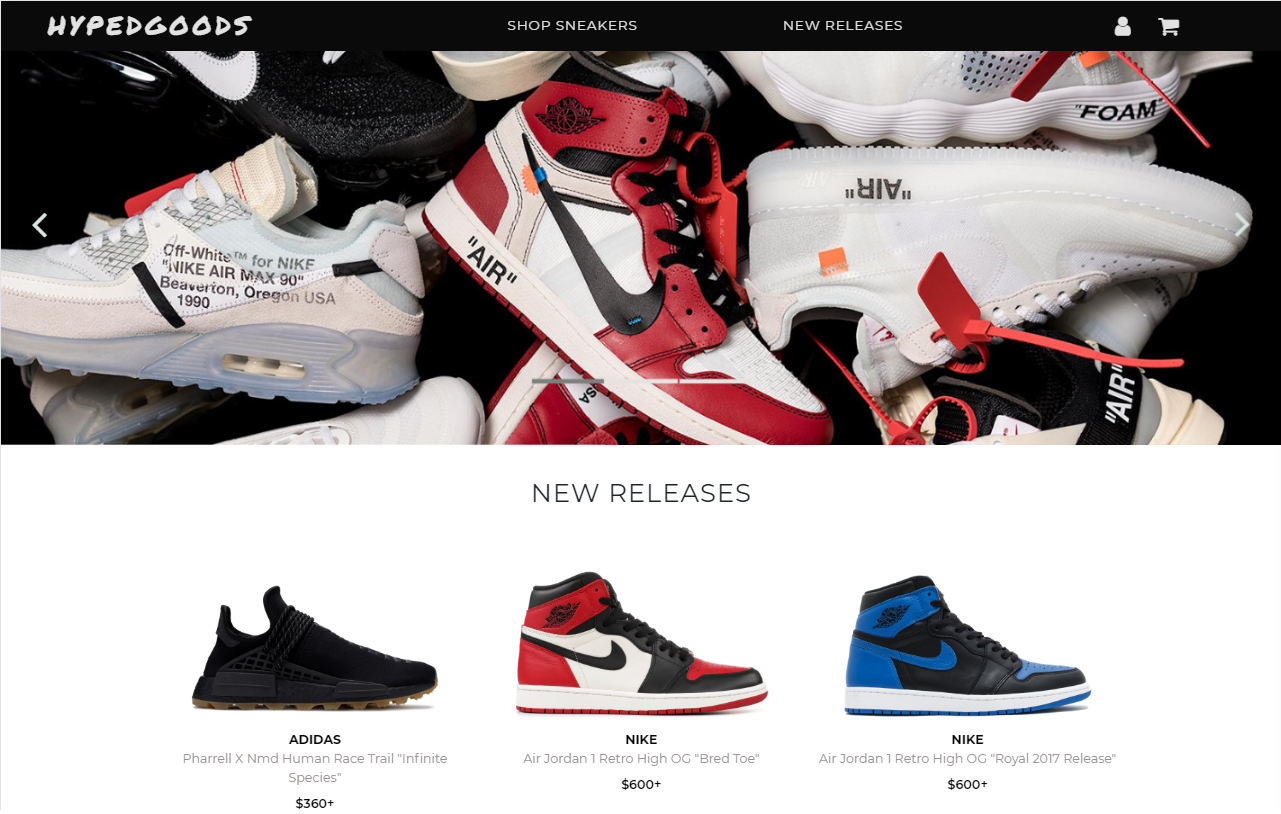 HYPEDGOODS
SHOP SNEAKERS
NEW RELEASES
"FOAM"
"AIR"
Off-White™ for NIKE
"NIKE AIR MAX 90"
Beaverton, Oregon USA
1990
"AIR"
"AIR"
USA
NEW RELEASES
ADIDAS
Pharrell X Nmd Human Race Trail "Infinite
Species"
$360+
NIKE
Air Jordan 1 Retro High OG "Bred Toe"
$600+
NIKE
Air Jordan 1 Retro High OG "Royal 2017 Release"
$600+